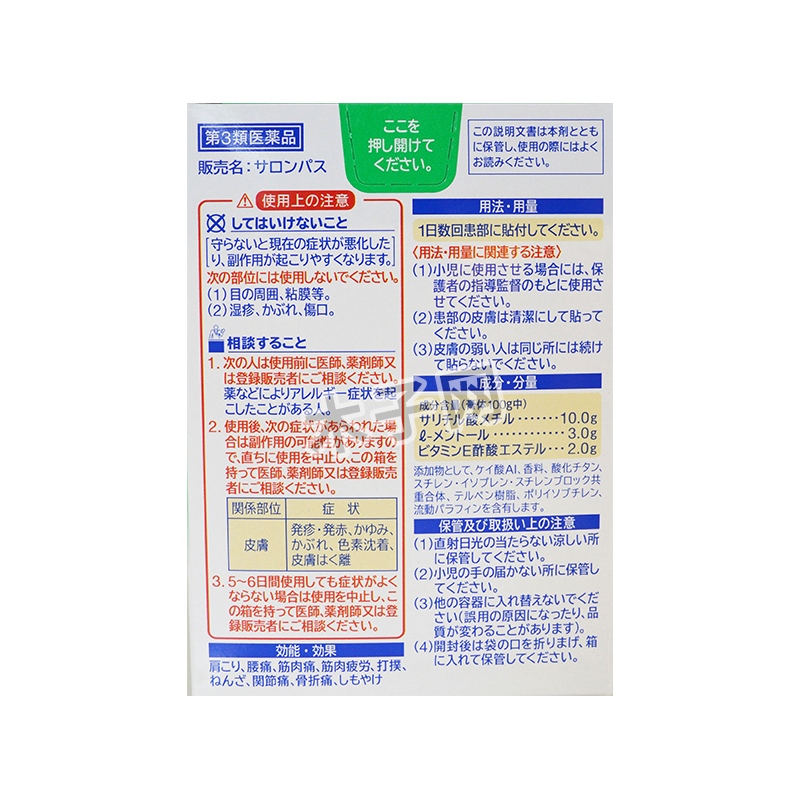 第3類医薬品
販売名：サロンパス
ここを
押し開けて
ください。
この説明文書は本剤ととも
に保管し、使用の際にはよく
お読みください。
使用上の注意
してはいけないこと
守らないと現在の症状が悪化した
り、副作用が起こりやすくなります。
次の部位には使用しないでください。
(1)目の周囲、粘膜等。
(2)湿疹、かぶれ、傷口。
相談すること
1. 次の人は使用前に医師、薬剤師又
は登録販売者にご相談ください。
薬などによりアレルギー症状を起
こしたことがある人。
2. 使用後、次の症状があらわれた場
合は副作用の可能性がありますの
で、直ちに使用を中止し、この箱を
持って医師、薬剤師又は登録販売者
にご相談ください。
関係部位 症状
皮膚 発疹・発赤、かゆみ、
かぶれ、色素沈着、
皮膚はく離
3. 5～6日間使用しても症状がよく
ならない場合は使用を中止し、こ
の箱を持って医師、薬剤師又は登
録販売者にご相談ください。
効能・効果
肩こり、腰痛、筋肉痛、筋肉疲労、打撲、
ねんざ、関節痛、骨折痛、しもやけ
用法・用量
1日数回患部に貼付してください。
〈用法・用量に関連する注意〉
(1)小児に使用させる場合には、保
護者の指導監督のもとに使用さ
せてください。
(2)患部の皮膚は清潔にして貼って
ください。
(3)皮膚の弱い人は同じ所には続け
て貼らないでください。
成分・分量
成分含量(膏体100g中)
サリチル酸メチル・・・・・・・10.0g
ℓ-メントール・・・・・・・・・・3.0g
ビタミンE酢酸エステル・・・2.0g
添加物として、ケイ酸Al、香料、酸化チタン、
スチレン・イソプレン・スチレンブロック共
重合体、テルペン樹脂、ポリイソブチレン、
流動パラフィンを含有します。
保管及び取扱い上の注意
(1)直射日光の当たらない涼しい所
に保管してください。
(2)小児の手の届かない所に保管し
てください。
(3)他の容器に入れ替えないでくだ
さい(誤用の原因になったり、品
質が変わることがあります)。
(4)開封後は袋の口を折りまげ、箱
に入れて保管してください。
本子网